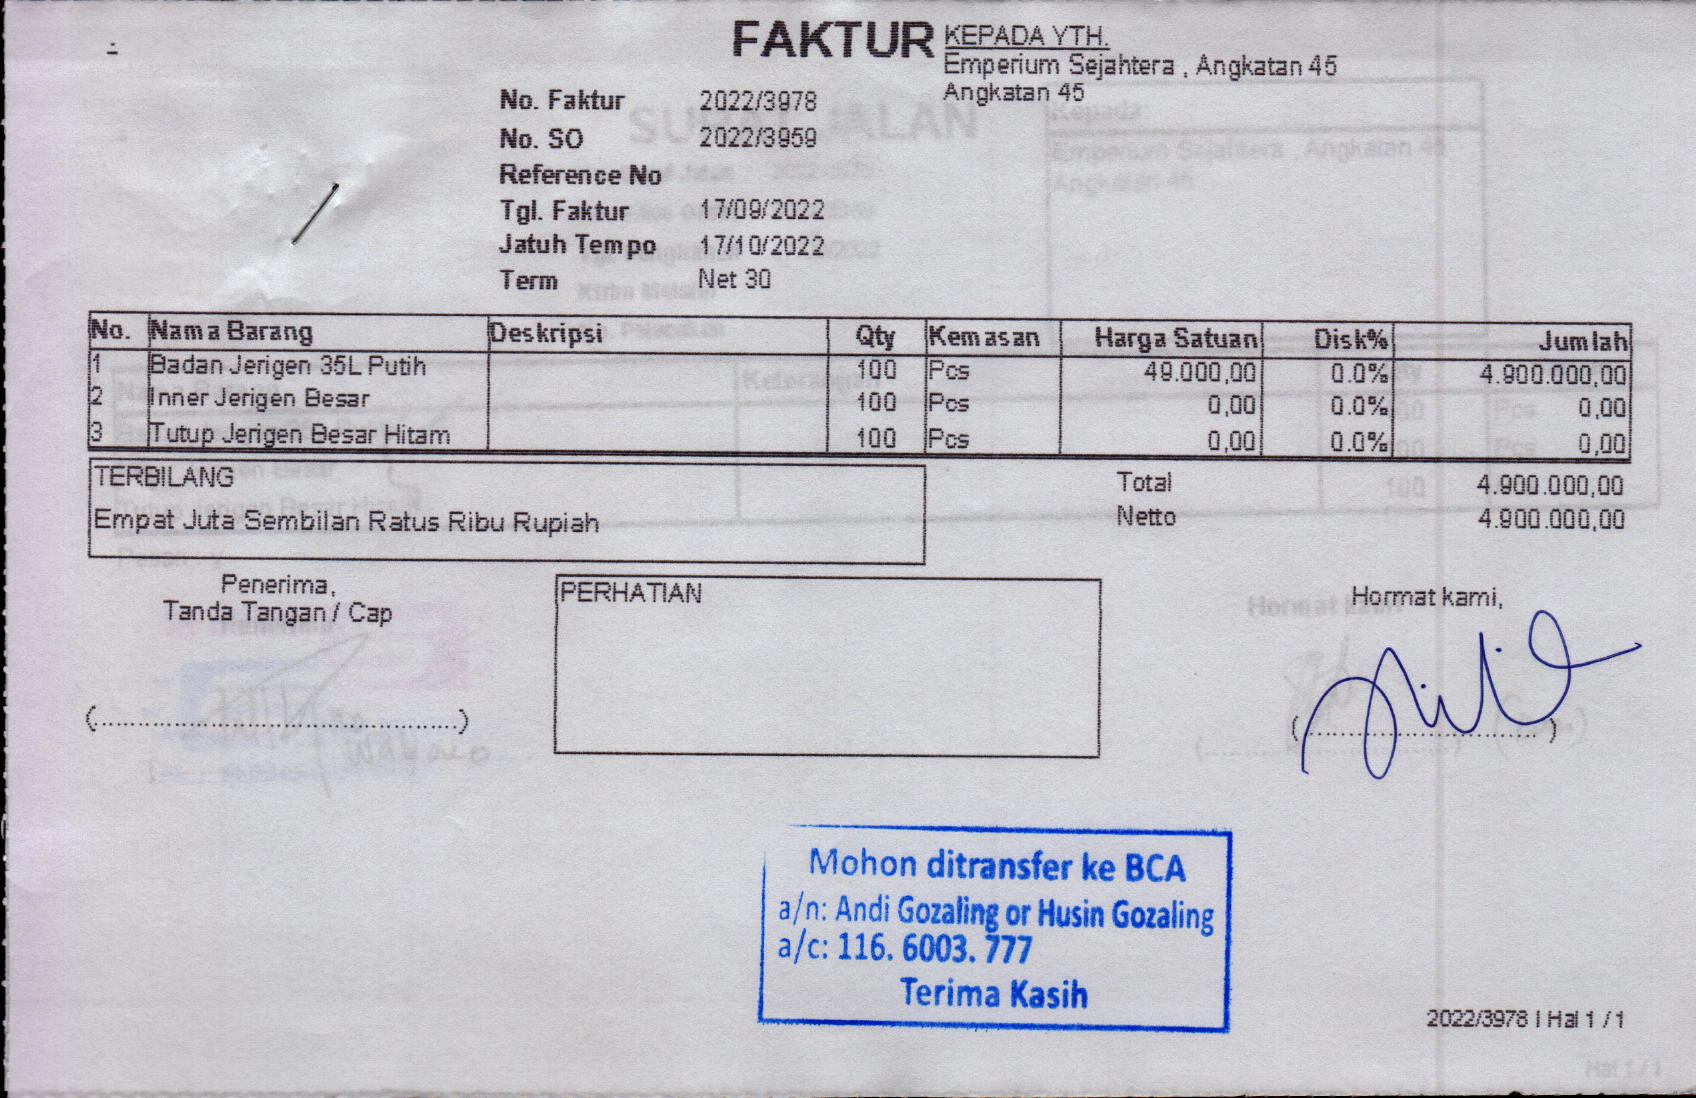 FAKTUR
KEPADA YTH.
Emperium Sejahtera , Angkatan 45
Angkatan 45
No. Faktur 2022/3978
No. SO 2022/3959
Reference No
Tgl. Faktur 17/09/2022
Jatuh Tempo 17/10/2022
Term Net 30
No. Nama Barang Deskripsi Qty Kemasan Harga Satuan Disk% Jumlah
1 Badan Jerigen 35L Putih 100 Pcs 49.000,00 0.0% 4.900.000,00
2 Inner Jerigen Besar 100 Pcs 0,00 0.0% 0,00
3 Tutup Jerigen Besar Hitam 100 Pcs 0,00 0.0% 0,00
TERBILANG
Empat Juta Sembilan Ratus Ribu Rupiah
Total 4.900.000,00
Netto 4.900.000,00
Penerima,
Tanda Tangan / Cap
PERHATIAN
Hormat kami,
(..........................................)
(............................)
Mohon ditransfer ke BCA
a/n: Andi Gozaling or Husin Gozaling
a/c: 116. 6003. 777
Terima Kasih
2022/3978 | Hal 1 / 1